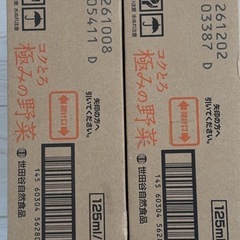 261008
05411 D
コクとろ
極みの野菜
開け口
矢印の方へ
引いてください。
世田谷自然食品
125ml/
261202
03387 D
コクとろ
極みの野菜
開け口
矢印の方へ
引いてください。
世田谷自然食品
125ml